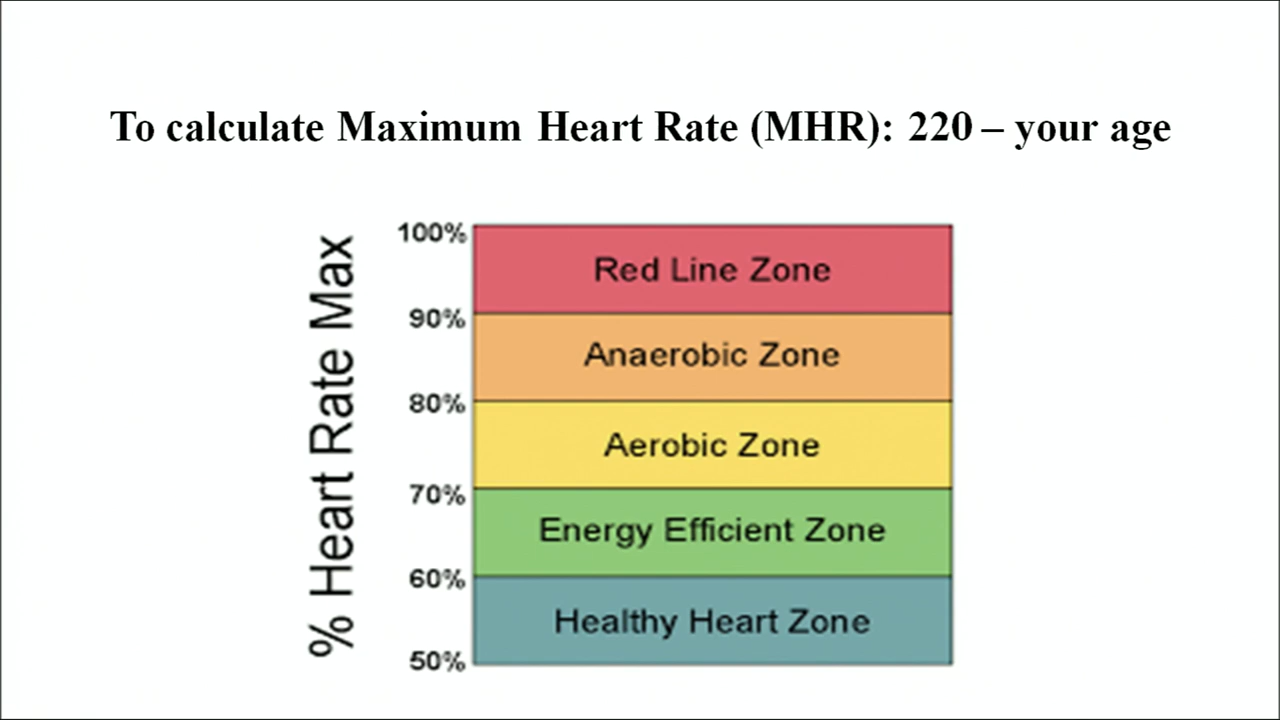 To calculate Maximum Heart Rate (MHR): 220 – your age
% Heart Rate Max
100%
Red Line Zone
90%
Anaerobic Zone
80%
Aerobic Zone
70%
Energy Efficient Zone
60%
Healthy Heart Zone
50%